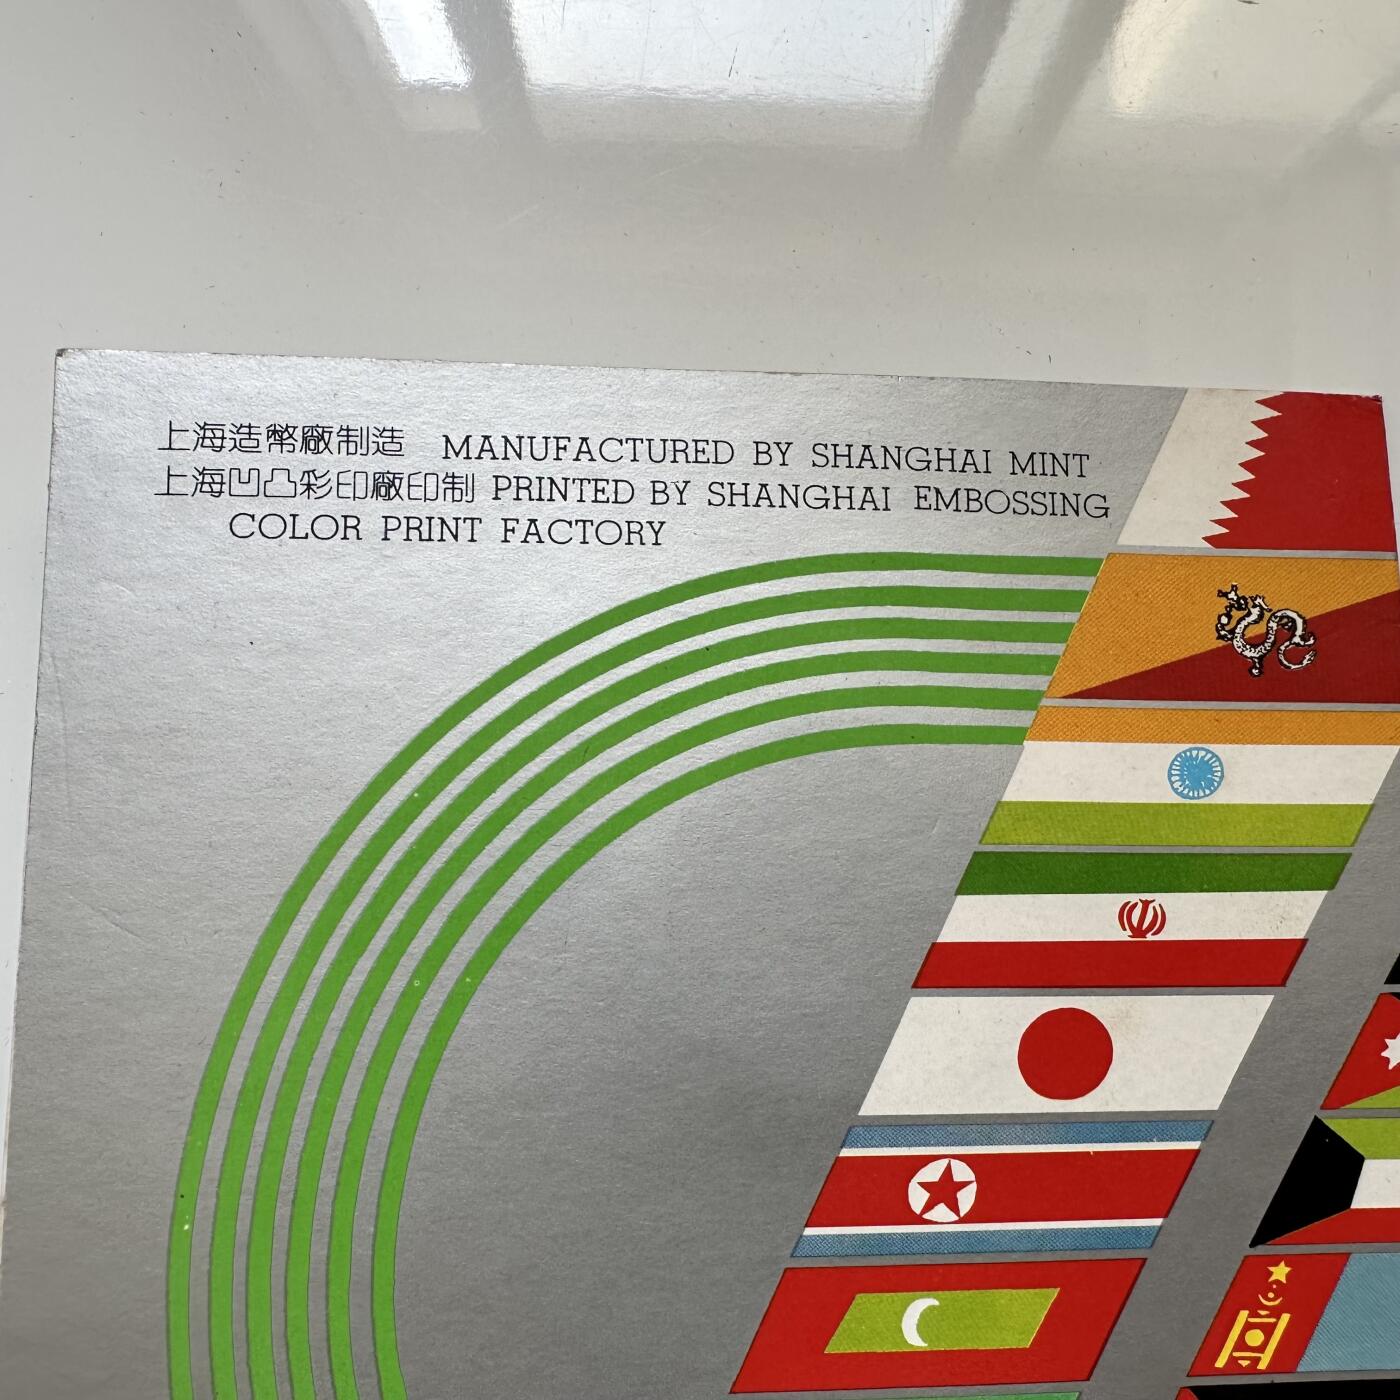 上海造幣廠制造 MANUFACTURED BY SHANGHAI MINT
上海凹凸彩印廠印制 PRINTED BY SHANGHAI EMBOSSING
COLOR PRINT FACTORY